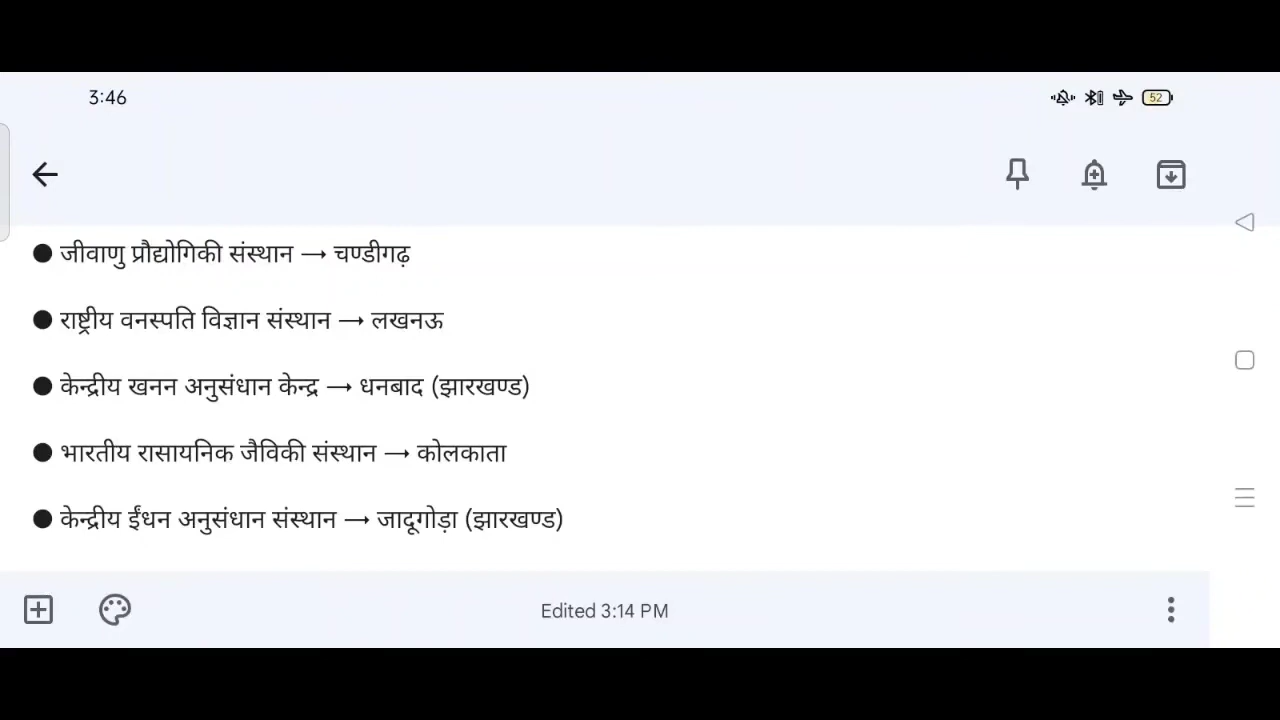 3:46
52
● जीवाणु प्रौद्योगिकी संस्थान → चण्डीगढ़
● राष्ट्रीय वनस्पति विज्ञान संस्थान → लखनऊ
● केन्द्रीय खनन अनुसंधान केन्द्र → धनबाद (झारखण्ड)
● भारतीय रासायनिक जैविकी संस्थान → कोलकाता
● केन्द्रीय ईंधन अनुसंधान संस्थान → जादूगोड़ा (झारखण्ड)
Edited 3:14 PM